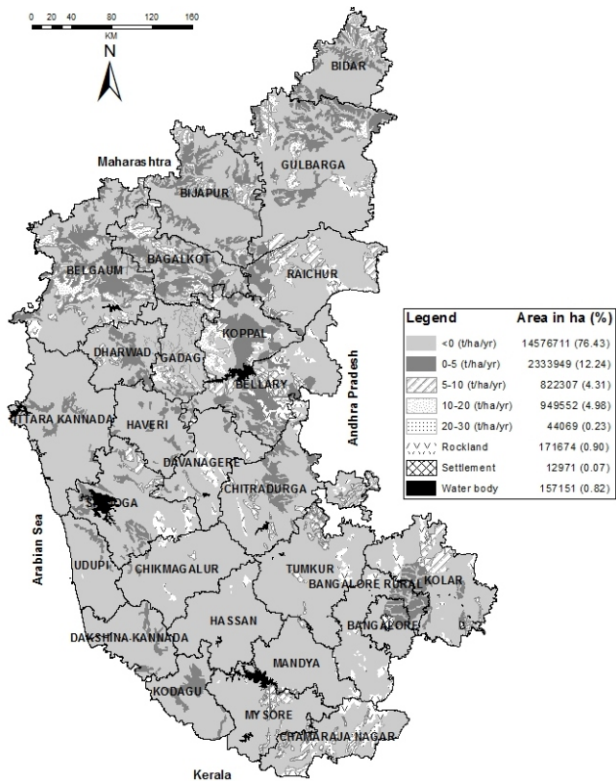 0 20 40 80 120 160
KM
N
BIDAR
Maharashtra
GULBARGA
BIJAPUR
BELGAUM
BAGALKOT
RAICHUR
KOPPAL
DHARWAD
GADAG
BELLARY
Andhra Pradesh
UTTARA KANNADA
HAVERI
DAVANAGERE
CHITRADURGA
Arabian Sea
UDUPI
CHIKMAGALUR
TUMKUR
BANGALORE RURAL
KOLAR
HASSAN
BANGALORE
DAKSHINA KANNADA
MANDYA
KODAGU
MYSORE
CHAMARAJA NAGAR
Kerala
Legend Area in ha (%)
<0 (t/ha/yr) 14576711 (76.43)
0-5 (t/ha/yr) 2333949 (12.24)
5-10 (t/ha/yr) 822307 (4.31)
10-20 (t/ha/yr) 949552 (4.98)
20-30 (t/ha/yr) 44069 (0.23)
Rockland 171674 (0.90)
Settlement 12971 (0.07)
Water body 157151 (0.82)